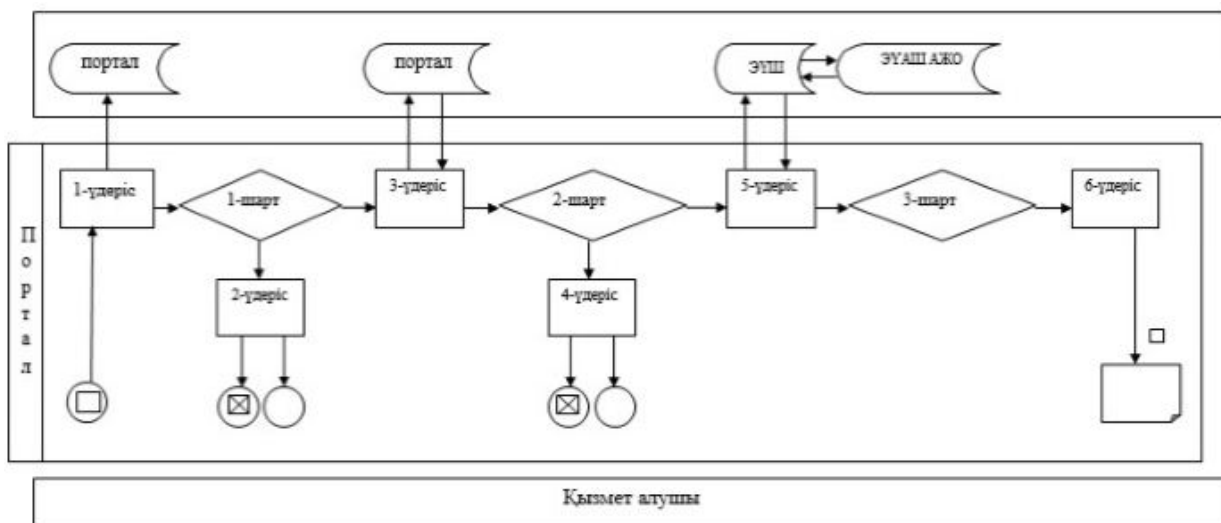 портал
портал
ЭҮШ
ЭҮАШ АЖО
1-үдеріс
1-шарт
3-үдеріс
2-шарт
5-үдеріс
3-шарт
6-үдеріс
Портал
2-үдеріс
4-үдеріс
Қызмет алушы